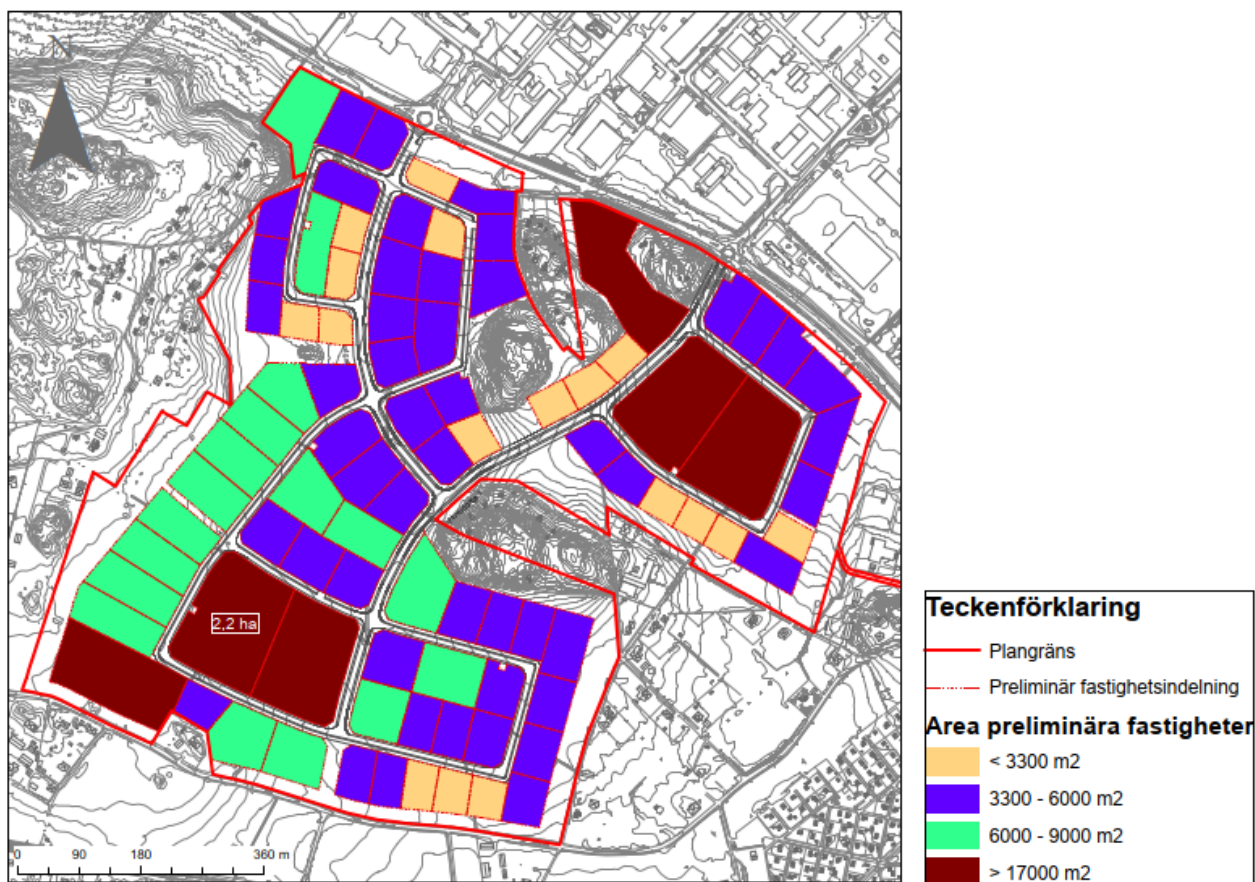 N
2,2 ha
0 90 180 360 m
Teckenförklaring
Plangräns
Preliminär fastighetsindelning
Area preliminära fastigheter
< 3300 m2
3300 - 6000 m2
6000 - 9000 m2
> 17000 m2